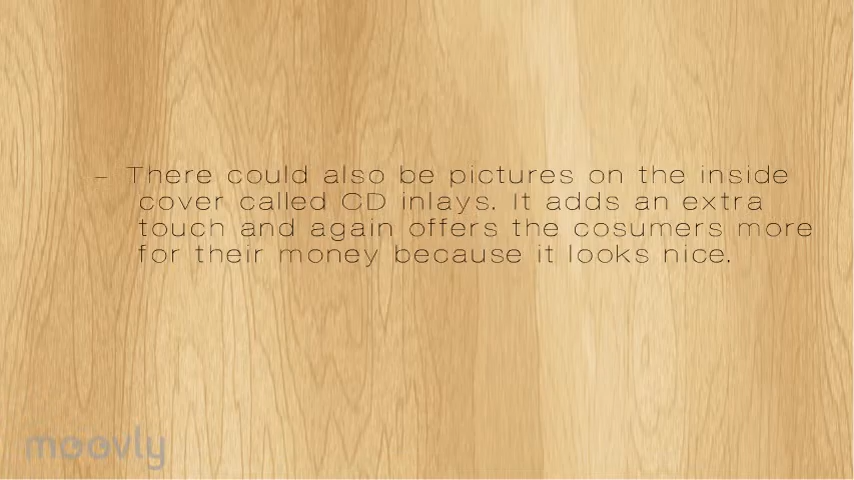 - There could also be pictures on the inside
cover called CD inlays. It adds an extra
touch and again offers the cosumers more
for their money because it looks nice.
moovly